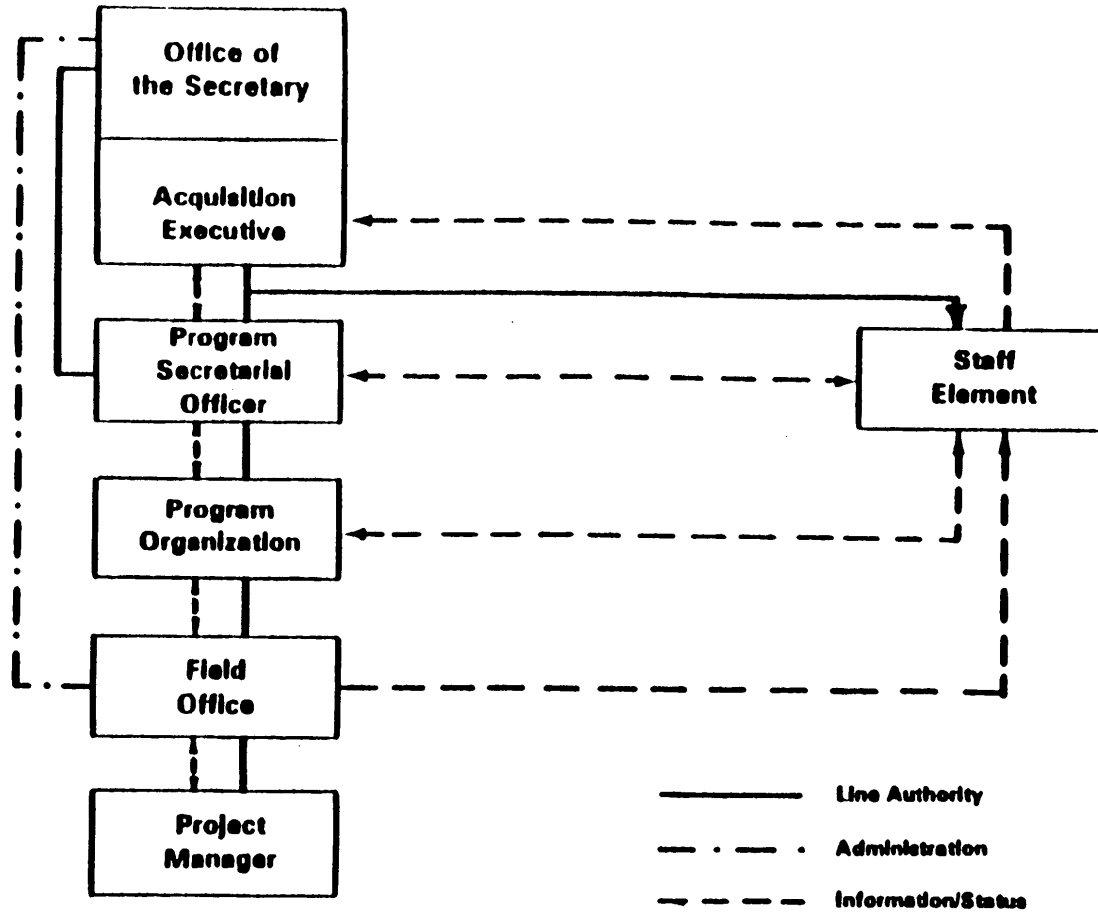 Office of
the Secretary
Acquisition
Executive
Program
Secretarial
Officer
Staff
Element
Program
Organization
Field
Office
Project
Manager
Line Authority
Administration
Information/Status